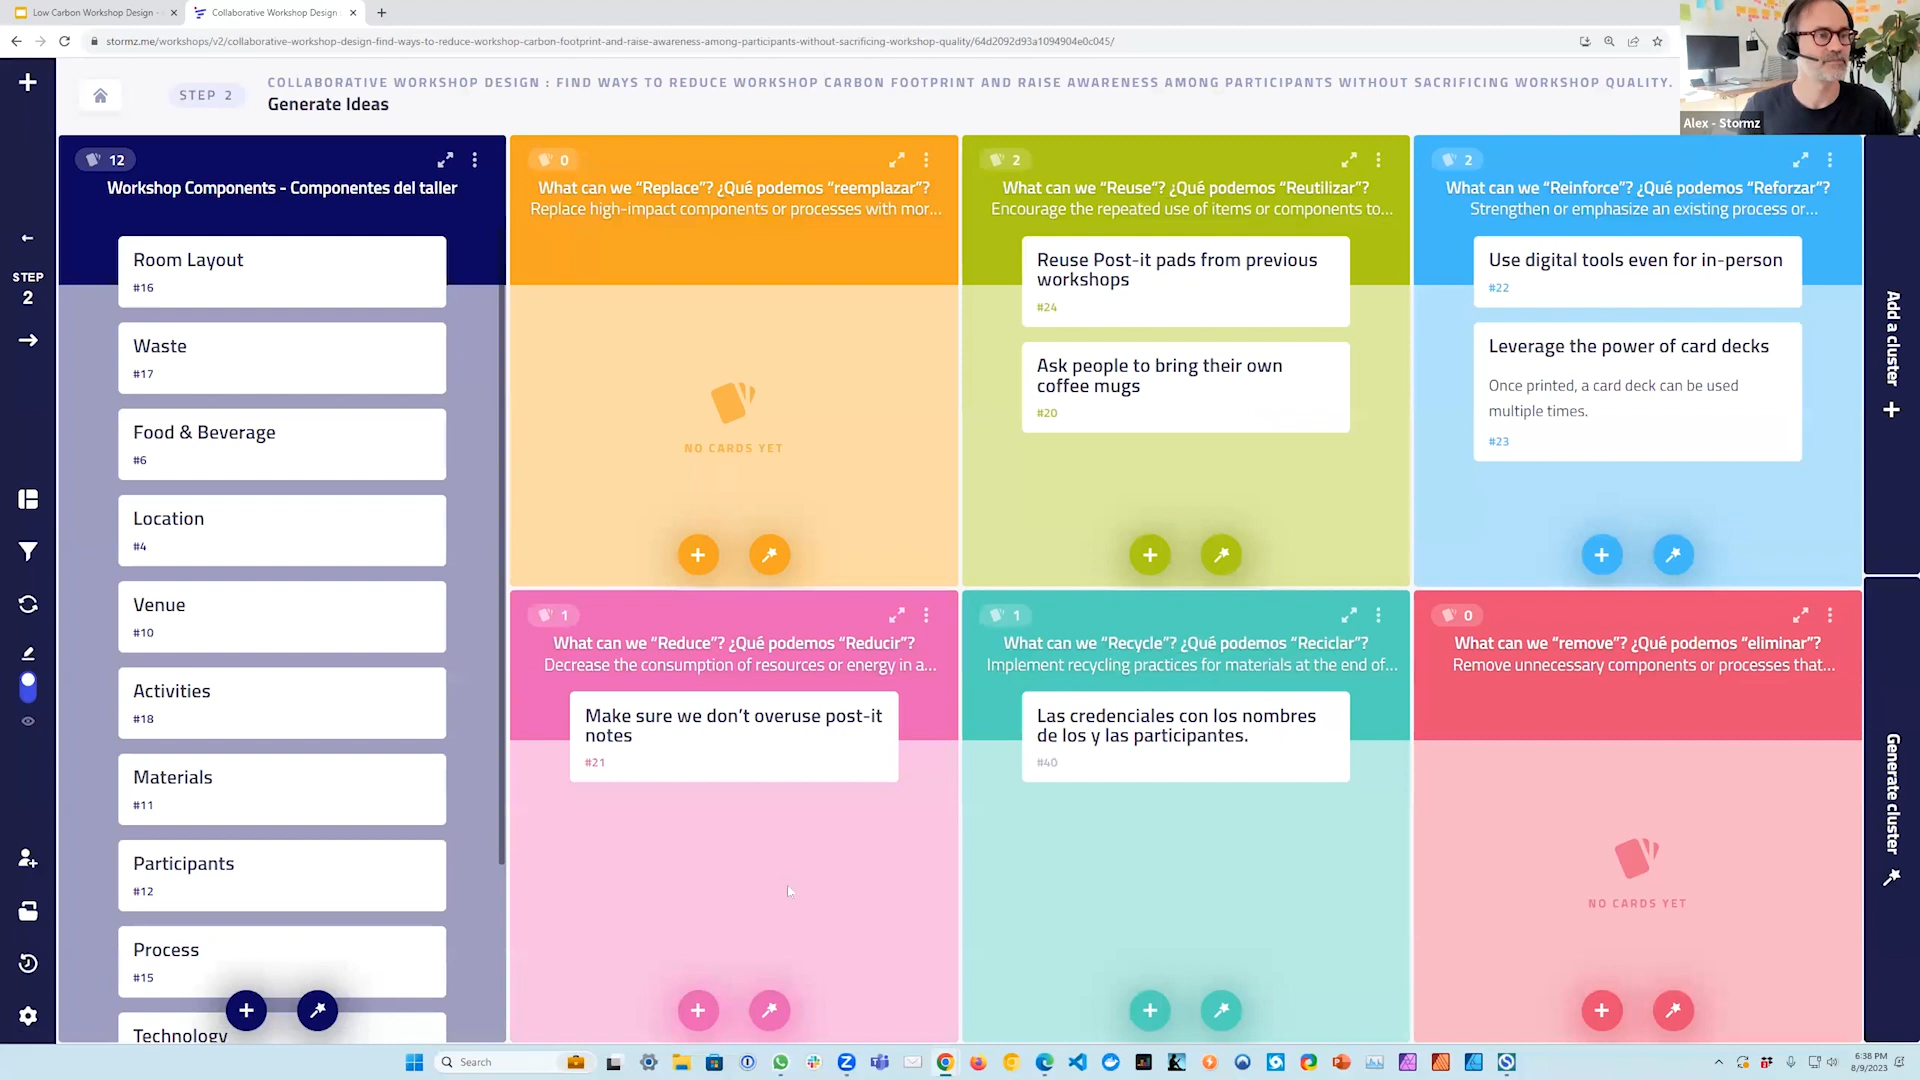 Low Carbon Workshop Design -
Collaborative Workshop Design
stormz.me/workshops/v2/collaborative-workshop-design-find-ways-to-reduce-workshop-carbon-footprint-and-raise-awareness-among-participants-without-sacrificing-workshop-quality/64d2092d93a1094904e0c045/
STEP 2
COLLABORATIVE WORKSHOP DESIGN : FIND WAYS TO REDUCE WORKSHOP CARBON FOOTPRINT AND RAISE AWARENESS AMONG PARTICIPANTS WITHOUT SACRIFICING WORKSHOP QUALITY.
Generate Ideas
Alex - Stormz
STEP
2
12
Workshop Components - Componentes del taller
Room Layout
#16
Waste
#17
Food & Beverage
#6
Location
#4
Venue
#10
Activities
#18
Materials
#11
Participants
#12
Process
#15
Technology
0
What can we “Replace”? ¿Qué podemos “reemplazar”?
Replace high-impact components or processes with mor...
NO CARDS YET
2
What can we “Reuse“? ¿Qué podemos “Reutilizar”?
Encourage the repeated use of items or components to...
Reuse Post-it pads from previous
workshops
#24
Ask people to bring their own
coffee mugs
#20
2
What can we “Reinforce”? ¿Qué podemos “Reforzar”?
Strengthen or emphasize an existing process or...
Use digital tools even for in-person
#22
Leverage the power of card decks
Once printed, a card deck can be used
multiple times.
#23
1
What can we “Reduce”? ¿Qué podemos “Reducir”?
Decrease the consumption of resources or energy in a...
Make sure we don’t overuse post-it
notes
#21
1
What can we “Recycle”? ¿Qué podemos “Reciclar”?
Implement recycling practices for materials at the end of...
Las credenciales con los nombres
de los y las participantes.
#40
0
What can we “remove”? ¿Qué podemos “eliminar”?
Remove unnecessary components or processes that...
NO CARDS YET
Add a cluster
Generate cluster
Search
6:38 PM
8/9/2023